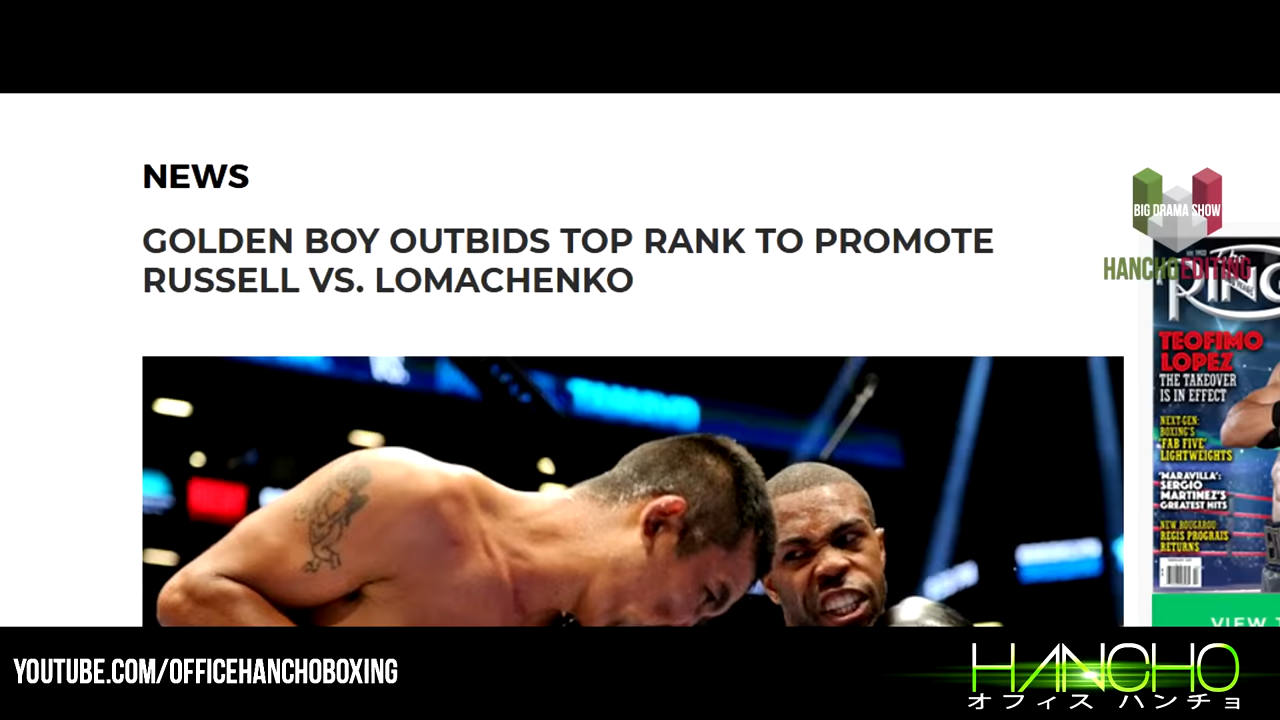 NEWS
GOLDEN BOY OUTBIDS TOP RANK TO PROMOTE
RUSSELL VS. LOMACHENKO
BIG DRAMA SHOW
HANCHOEDITING
The
RING
TEOFIMO
LOPEZ
THE TAKEOVER
IS IN EFFECT
NEXT-GEN:
BOXING'S
'FAB FIVE'
LIGHTWEIGHTS
'MARAVILLA':
SERGIO
MARTINEZ'S
GREATEST HITS
NEW ROUGAROU
REGIS PROGRAIS
RETURNS
VIEW
YOUTUBE.COM/OFFICEHANCHOBOXING
HANCHO
オフィス ハンチョ